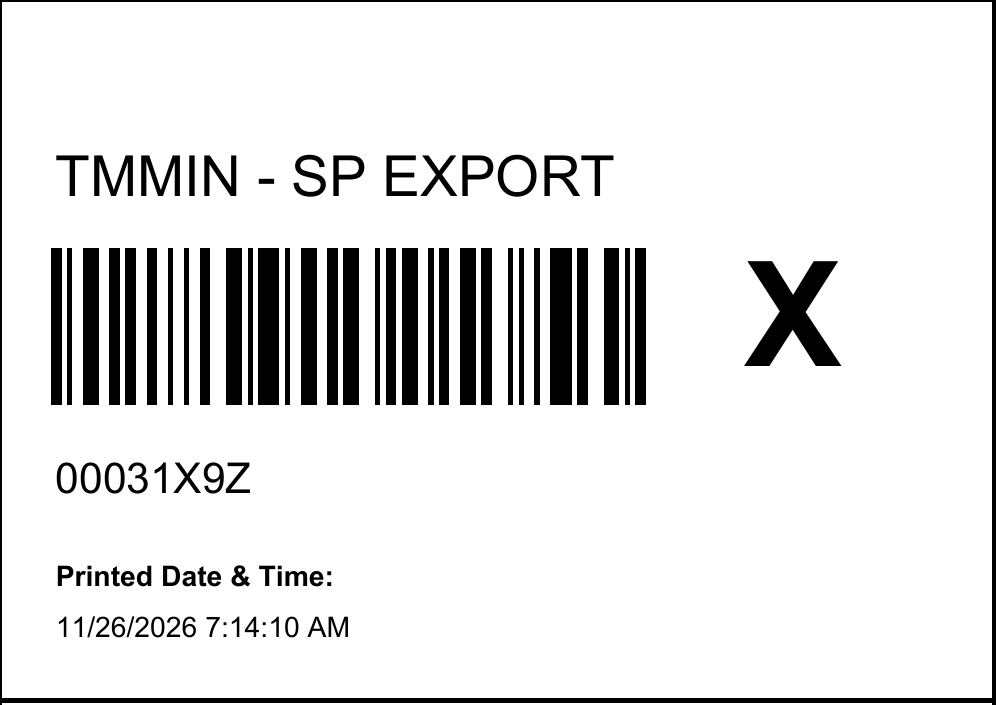 TMMIN - SP EXPORT
X
00031X9Z
Printed Date & Time:
11/26/2026 7:14:10 AM